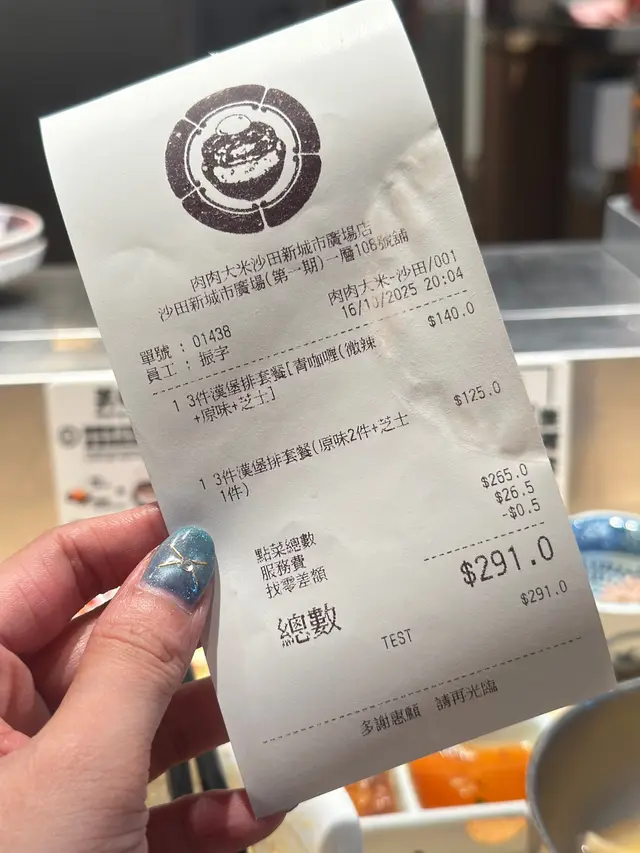 肉肉大米沙田新城市廣場店
沙田新城市廣場(第一期)一層108號舖
肉肉大米-沙田/001
單號 : 01438 16/10/2025 20:04
員工 : 振宇
1 3件漢堡排套餐[青咖喱(微辣 $140.0
+原味+芝士]
1 3件漢堡排套餐(原味2件+芝士 $125.0
1件)
點菜總數 $265.0
服務費 $26.5
找零差額 -$0.5
總數 $291.0
TEST $291.0
多謝惠顧 請再光臨